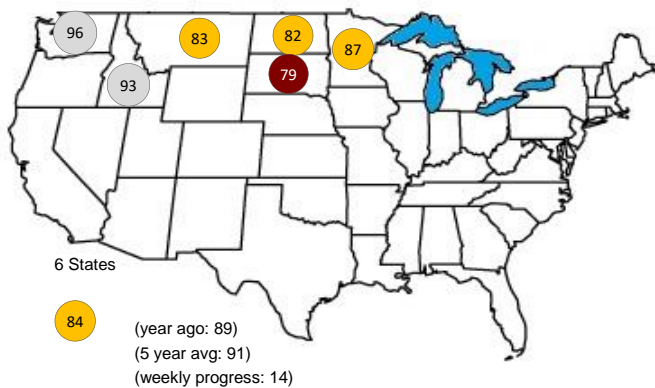 96
83
82
87
79
93
6 States
84
(year ago: 89)
(5 year avg: 91)
(weekly progress: 14)